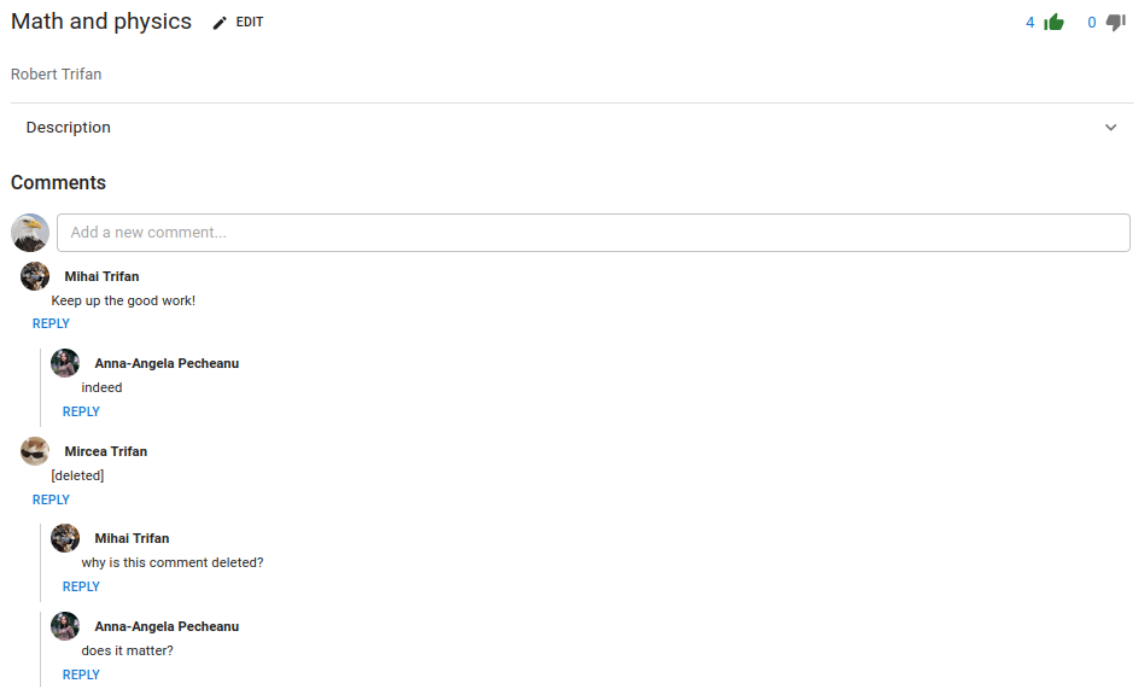 Math and physics EDIT 4 0
Robert Trifan
Description
Comments
Add a new comment...
Mihai Trifan
Keep up the good work!
REPLY
Anna-Angela Pecheanu
indeed
REPLY
Mircea Trifan
[deleted]
REPLY
Mihai Trifan
why is this comment deleted?
REPLY
Anna-Angela Pecheanu
does it matter?
REPLY